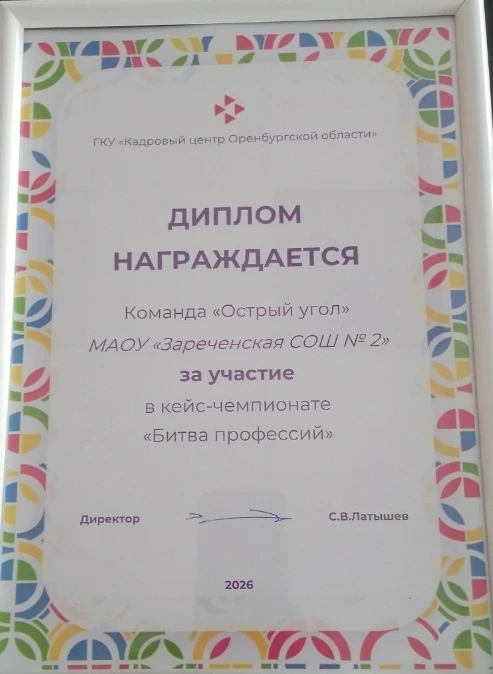 ГКУ «Кадровый центр Оренбургской области»
ДИПЛОМ
НАГРАЖДАЕТСЯ
Команда «Острый угол»
МАОУ «Зареченская СОШ № 2»
за участие
в кейс-чемпионате
«Битва профессий»
Директор С.В.Латышев
2026